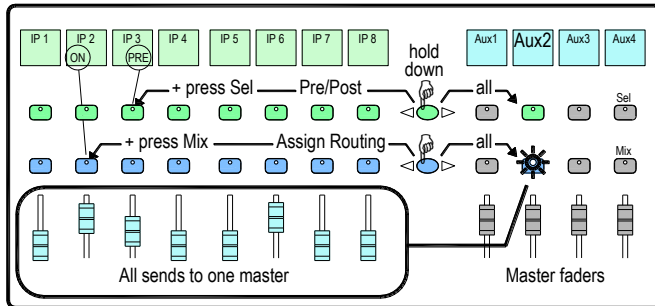 IP 1 IP 2 IP 3 IP 4 IP 5 IP 6 IP 7 IP 8 Aux1 Aux2 Aux3 Aux4
ON PRE
hold
down
+ press Sel Pre/Post all
Sel
+ press Mix Assign Routing all
Mix
All sends to one master Master faders